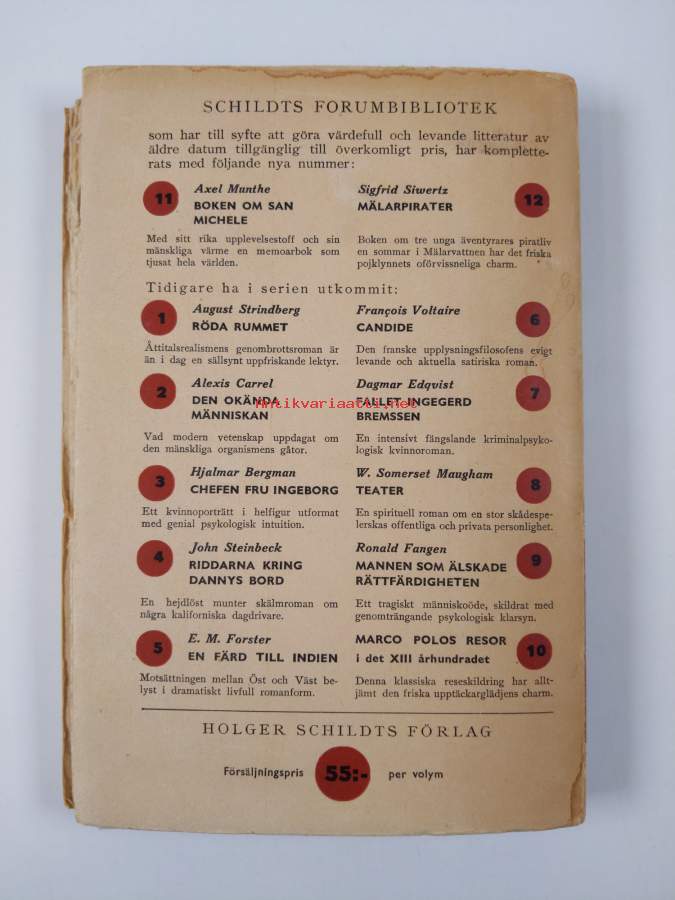 SCHILDTS FORUMBIBLIOTEK
som har till syfte att göra värdefull och levande litteratur av
äldre datum tillgänglig till överkomligt pris, har komplette-
rats med följande nya nummer:
11
Axel Munthe
BOKEN OM SAN
MICHELE
Med sitt rika upplevelsestoff och sin
mänskliga värme en memoarbok som
tjusat hela världen.
Sigfrid Siwertz
MÄLARPIRATER
12
Boken om tre unga äventyrares piratliv
en sommar i Mälarvattnen har det friska
pojklynnets oförvissneliga charm.
Tidigare ha i serien utkommit:
1
August Strindberg
RÖDA RUMMET
Åttitalsrealismens genombrottsroman är
än i dag en sällsynt uppfriskande lektyr.
François Voltaire
CANDIDE
6
Den franske upplysningsfilosofens evigt
levande och aktuella satiriska roman.
2
Alexis Carrel
DEN OKÄNDA
MÄNNISKAN
Vad modern vetenskap uppdagat om
den mänskliga organismens gåtor.
Dagmar Edqvist
FALLET INGEGERD
BREMSSEN
7
En intensivt fängslande kriminalpsyko-
logisk kvinnoroman.
Antikvariaatti.net
3
Hjalmar Bergman
CHEFEN FRU INGEBORG
Ett kvinnoporträtt i helfigur utformat
med genial psykologisk intuition.
W. Somerset Maugham
TEATER
8
En spirituell roman om en stor skådespe-
lerskas offentliga och privata personlighet.
4
John Steinbeck
RIDDARNA KRING
DANNYS BORD
En hejdlöst munter skälmroman om
några kaliforniska dagdrivare.
Ronald Fangen
MANNEN SOM ÄLSKADE
RÄTTFÄRDIGHETEN
9
Ett tragiskt människoöde, skildrat med
genomträngande psykologisk klarsyn.
5
E. M. Forster
EN FÄRD TILL INDIEN
Motsättningen mellan Öst och Väst be-
lyst i dramatiskt livfull romanform.
MARCO POLOS RESOR
i det XIII århundradet
10
Denna klassiska reseskildring har allt-
jämt den friska upptäckarglädjens charm.
HOLGER SCHILDTS FÖRLAG
Försäljningspris 55:- per volym